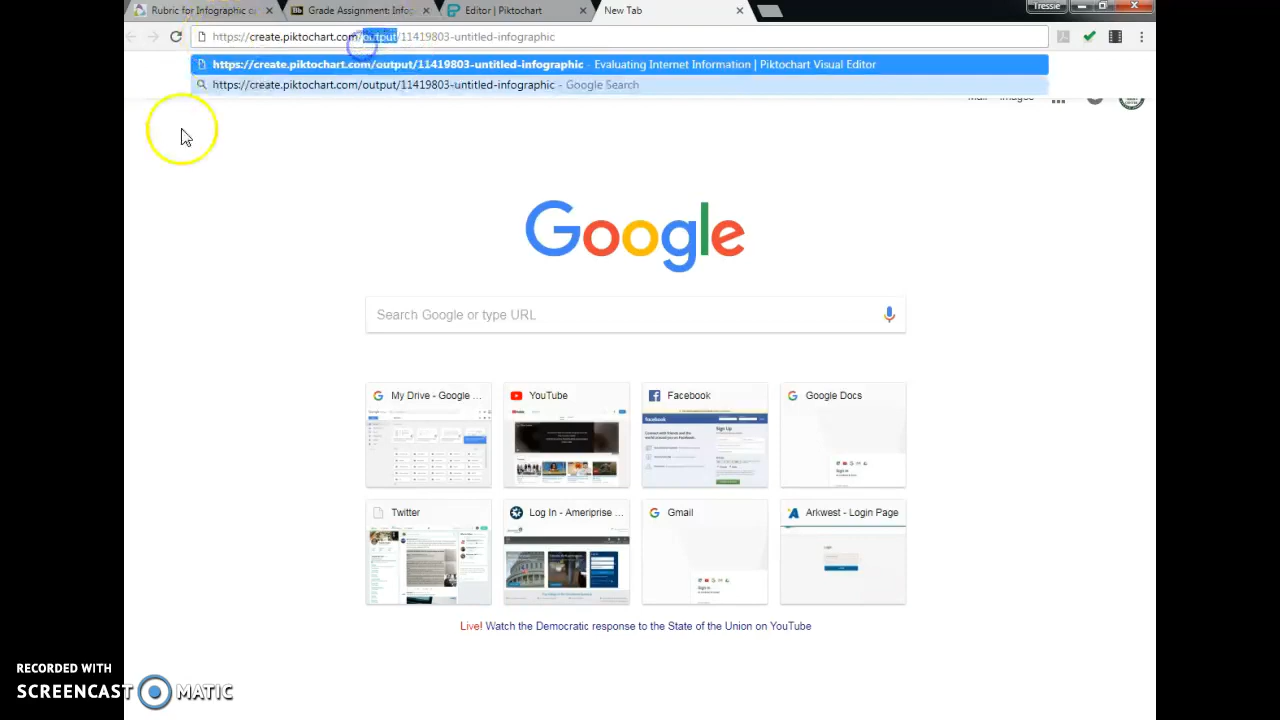 Rubric for Infographic o
Grade Assignment: Info
Editor | Piktochart
New Tab
Tressie
https://create.piktochart.com/output/11419803-untitled-infographic
https://create.piktochart.com/output/11419803-untitled-infographic - Evaluating Internet Information | Piktochart Visual Editor
https://create.piktochart.com/output/11419803-untitled-infographic - Google Search
Google
Search Google or type URL
My Drive - Google ...
YouTube
Facebook
Google Docs
Twitter
Log In - Ameriprise ...
Gmail
Arkwest - Login Page
Live! Watch the Democratic response to the State of the Union on YouTube
RECORDED WITH
SCREENCAST MATIC